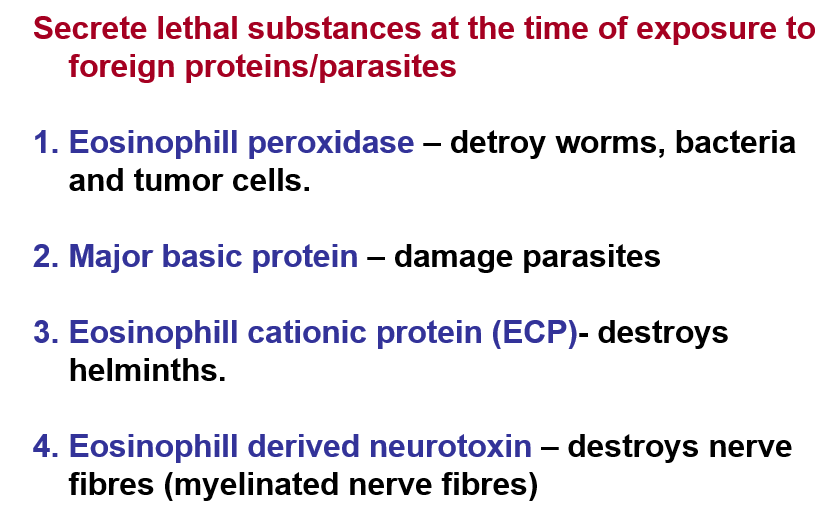 Secrete lethal substances at the time of exposure to
foreign proteins/parasites
1. Eosinophill peroxidase – detroy worms, bacteria
and tumor cells.
2. Major basic protein – damage parasites
3. Eosinophill cationic protein (ECP)- destroys
helminths.
4. Eosinophill derived neurotoxin – destroys nerve
fibres (myelinated nerve fibres)